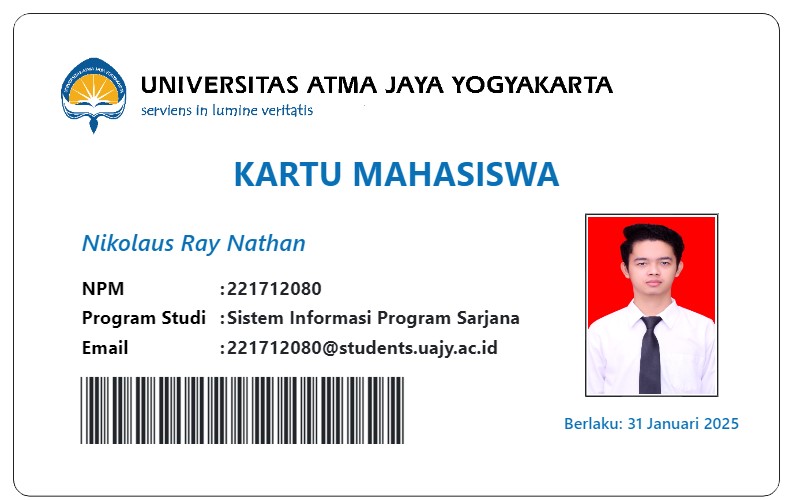 UNIVERSITAS ATMA JAYA YOGYAKARTA
serviens in lumine veritatis
KARTU MAHASISWA
Nikolaus Ray Nathan
NPM : 221712080
Program Studi : Sistem Informasi Program Sarjana
Email : 221712080@students.uajy.ac.id
Berlaku: 31 Januari 2025